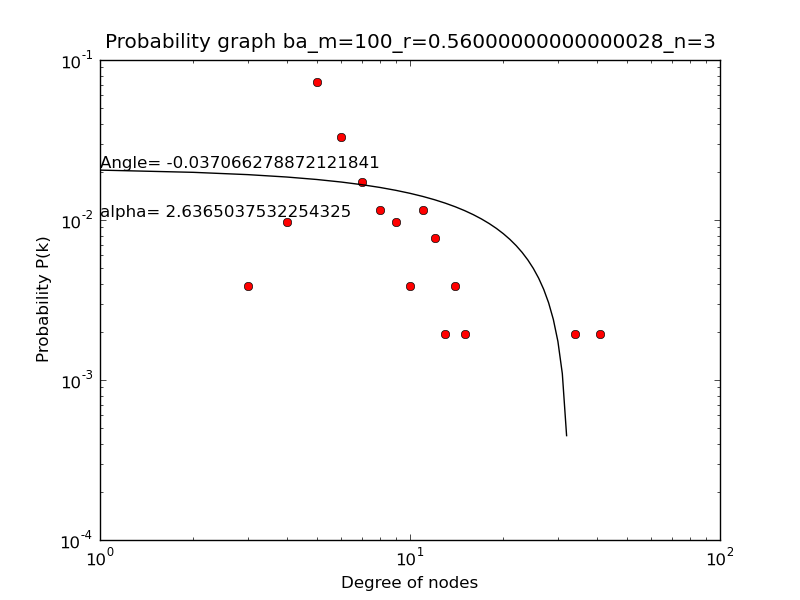 Probability graph ba_m=100_r=0.56000000000000028_n=3
10^-1
Angle= -0.037066278872121841
alpha= 2.6365037532254325
10^-2
Probability P(k)
10^-3
10^-4
10^0 10^1 10^2
Degree of nodes